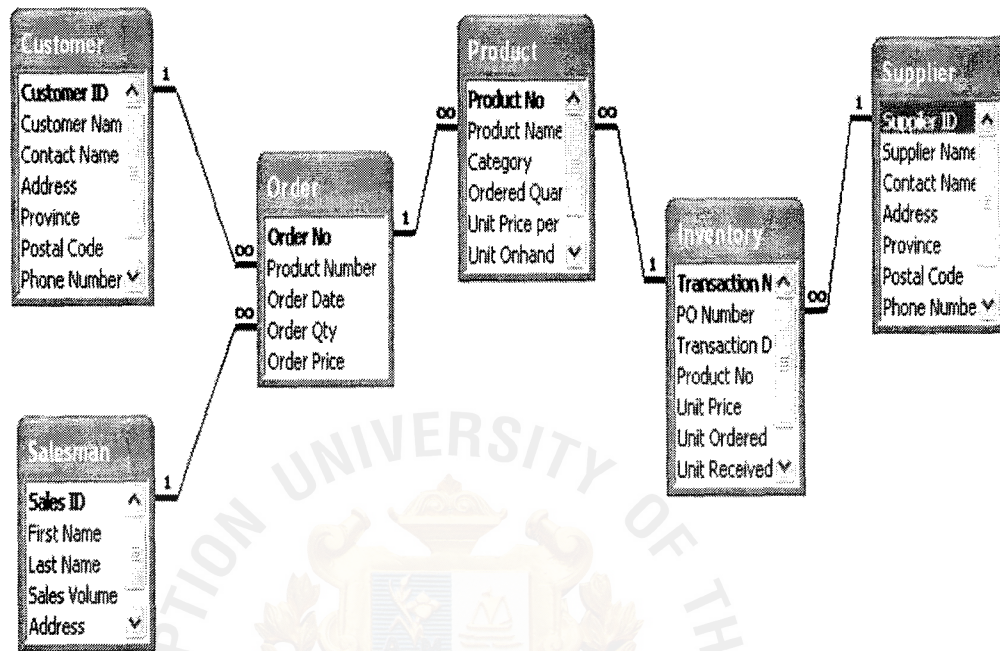 Customer
Customer ID
Customer Nam
Contact Name
Address
Province
Postal Code
Phone Number
1
∞
Order
Order No
Product Number
Order Date
Order Qty
Order Price
∞
1
Salesman
Sales ID
First Name
Last Name
Sales Volume
Address
1
∞
Product
Product No
Product Name
Category
Ordered Quar
Unit Price per
Unit Onhand
∞
1
Inventory
Transaction N
PO Number
Transaction D
Product No
Unit Price
Unit Ordered
Unit Received
∞
1
Supplier
Supplier ID
Supplier Name
Contact Name
Address
Province
Postal Code
Phone Numbe
PTION UNIVERSITY OF TH